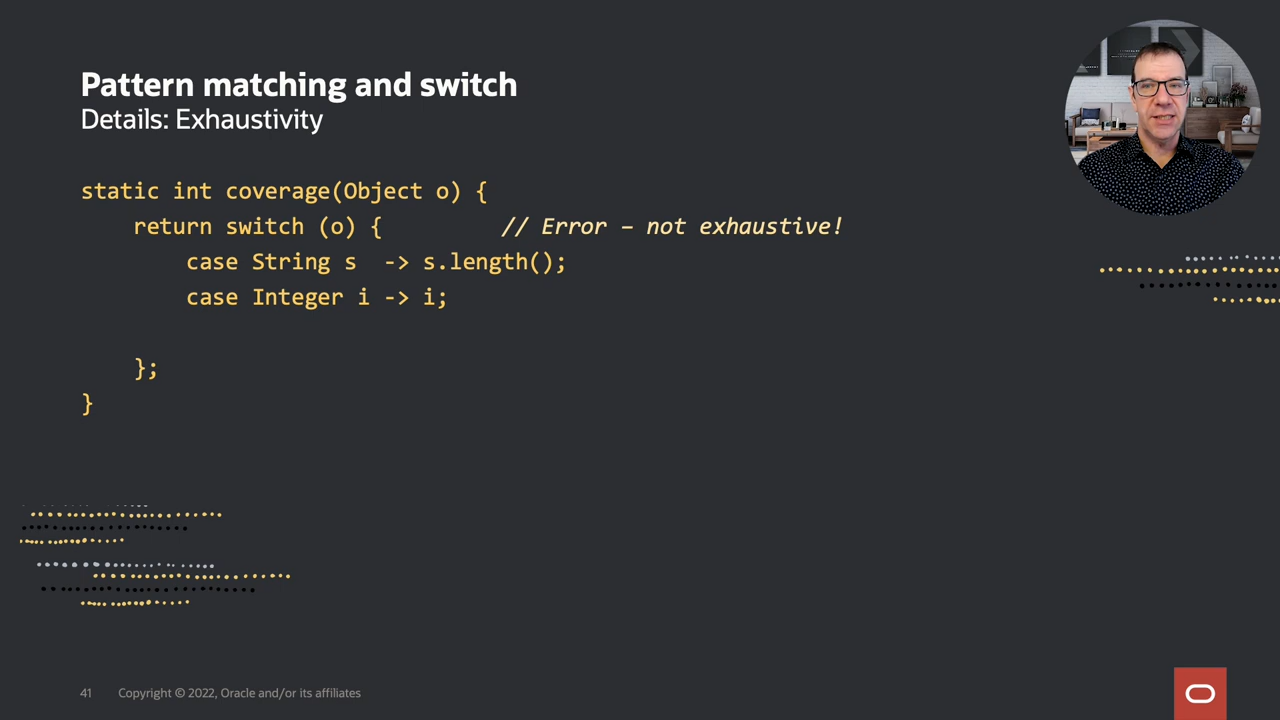 Pattern matching and switch
Details: Exhaustivity
static int coverage(Object o) {
    return switch (o) {         // Error – not exhaustive!
        case String s  -> s.length();
        case Integer i -> i;
    };
}
41 Copyright © 2022, Oracle and/or its affiliates